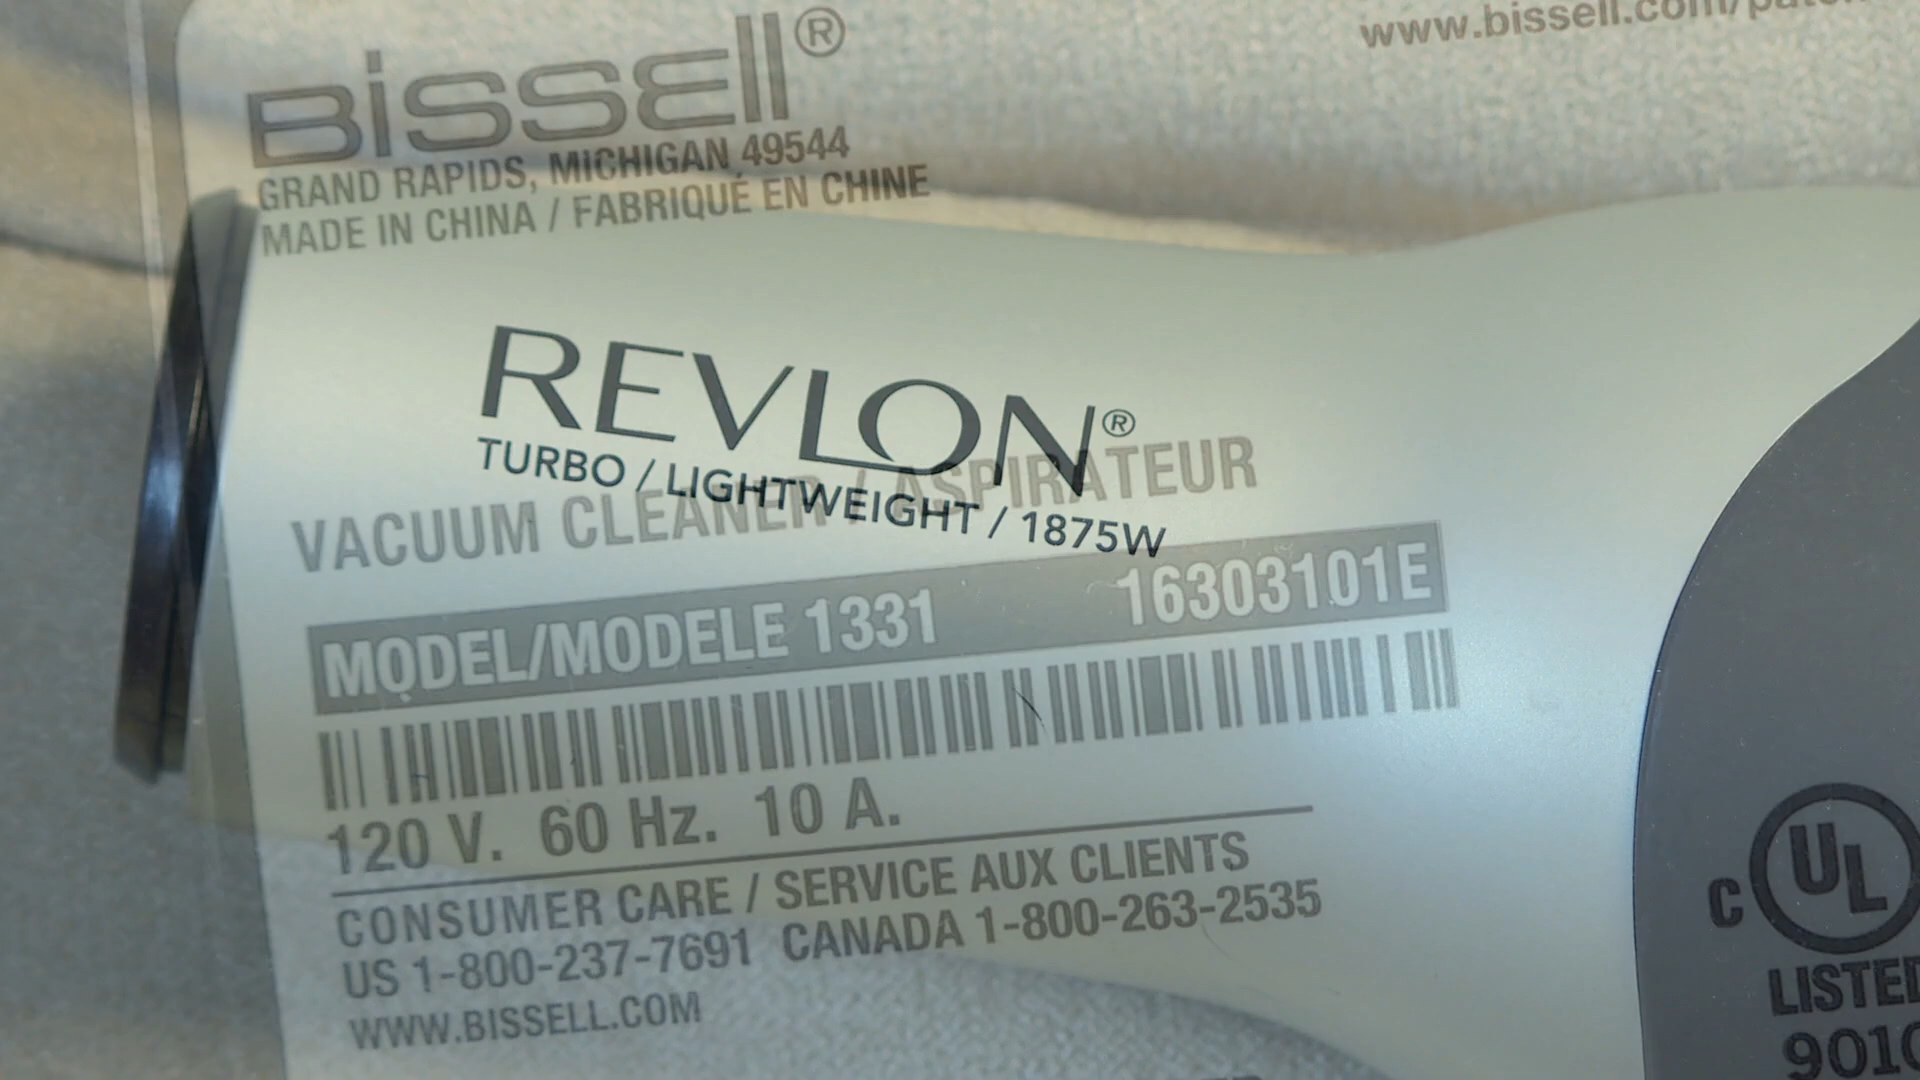 www.bissell.com/
Bissell®
GRAND RAPIDS, MICHIGAN 49544
MADE IN CHINA / FABRIQUÉ EN CHINE
REVLON®
TURBO / LIGHTWEIGHT / 1875W
VACUUM CLEANER / ASPIRATEUR
MODEL/MODELE 1331 16303101E
120 V. 60 Hz. 10 A.
CONSUMER CARE / SERVICE AUX CLIENTS
US 1-800-237-7691 CANADA 1-800-263-2535
WWW.BISSELL.COM
C UL
LISTED
901